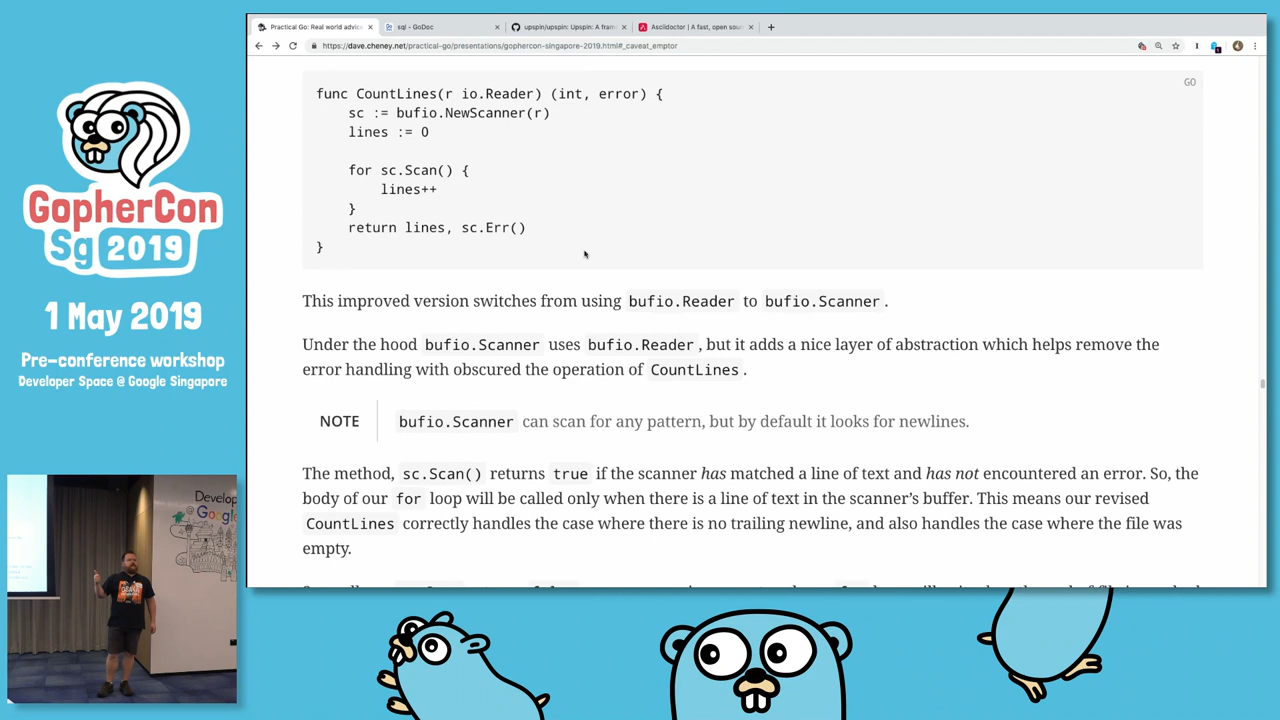 Practical Go: Real world advice
sql - GoDoc
upspin/upspin: Upspin: A fram
Asciidoctor | A fast, open sour
https://dave.cheney.net/practical-go/presentations/gophercon-singapore-2019.html#_caveat_emptor
GO
func CountLines(r io.Reader) (int, error) {
    sc := bufio.NewScanner(r)
    lines := 0
    for sc.Scan() {
        lines++
    }
    return lines, sc.Err()
}
This improved version switches from using bufio.Reader to bufio.Scanner.
Under the hood bufio.Scanner uses bufio.Reader, but it adds a nice layer of abstraction which helps remove the
error handling with obscured the operation of CountLines.
NOTE
bufio.Scanner can scan for any pattern, but by default it looks for newlines.
The method, sc.Scan() returns true if the scanner has matched a line of text and has not encountered an error. So, the
body of our for loop will be called only when there is a line of text in the scanner's buffer. This means our revised
CountLines correctly handles the case where there is no trailing newline, and also handles the case where the file was
empty.
GopherCon
Sg 2019
1 May 2019
Pre-conference workshop
Developer Space @ Google Singapore
Develop
Google